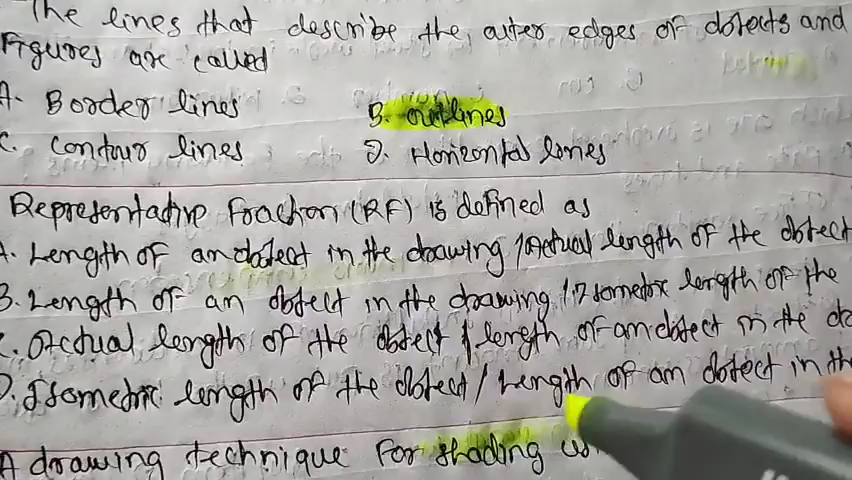 The lines that describe the outer edges of objects and
Figures are called
A. Border lines B. outlines
C. Contour lines D. Horizontal lines
Representative Fraction (RF) is defined as
A. Length of an object in the drawing / Actual length of the object
B. Length of an object in the drawing / Isometric length of the
C. Actual length of the object / length of an object in the
D. Isometric length of the object / Length of an object in the
A drawing technique for shading